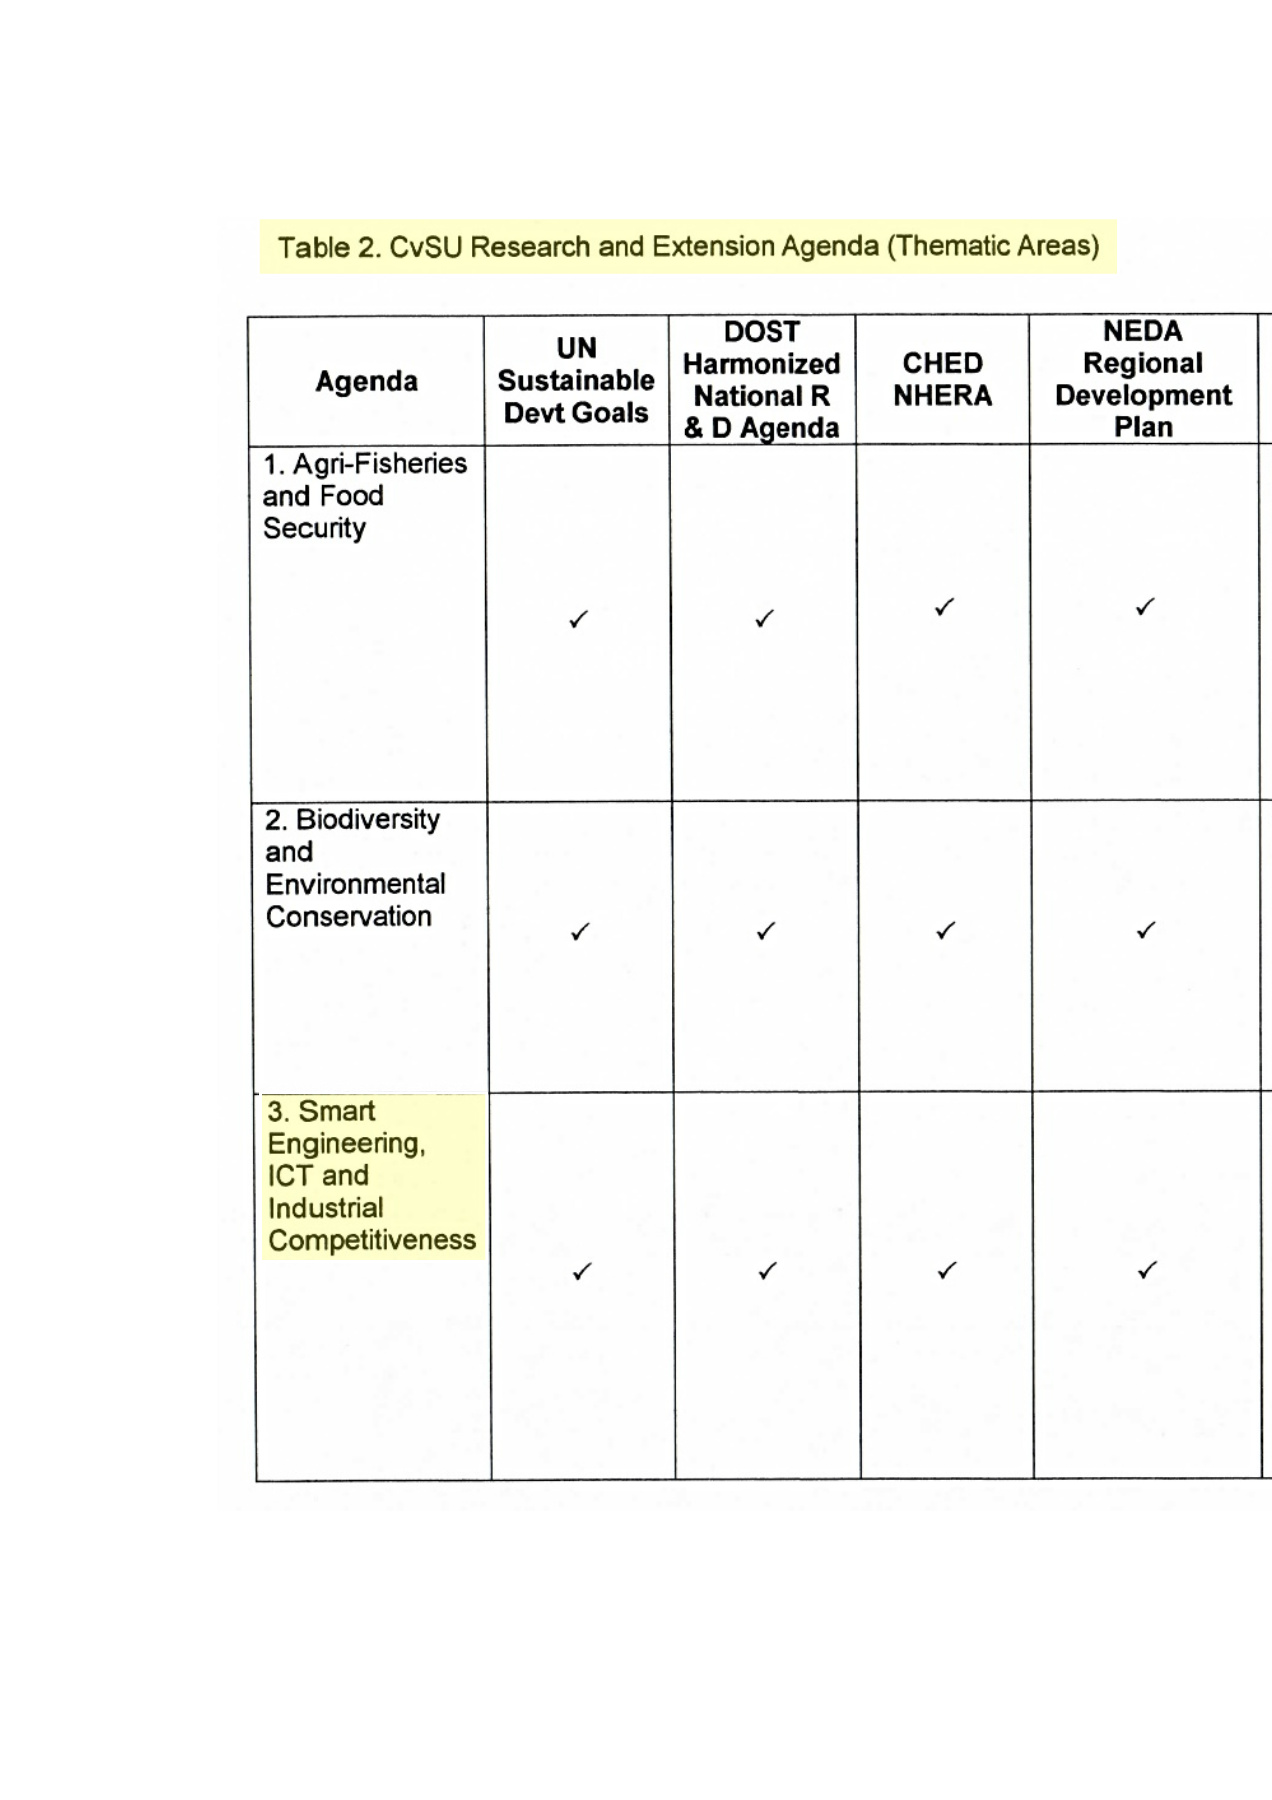 Table 2. CvSU Research and Extension Agenda (Thematic Areas)
Agenda
UN
Sustainable
Devt Goals
DOST
Harmonized
National R
& D Agenda
CHED
NHERA
NEDA
Regional
Development
Plan
1. Agri-Fisheries
and Food
Security
✓ ✓ ✓ ✓
2. Biodiversity
and
Environmental
Conservation
✓ ✓ ✓ ✓
3. Smart
Engineering,
ICT and
Industrial
Competitiveness
✓ ✓ ✓ ✓